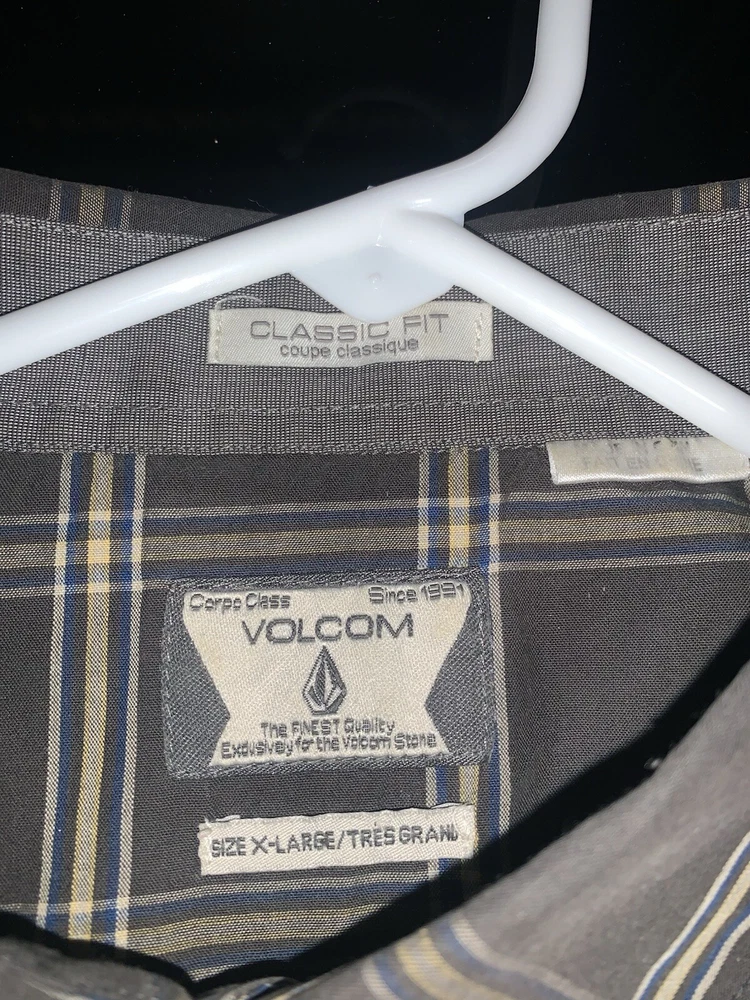 CLASSIC FIT
coupe classique
Corpo Class Since 1991
VOLCOM
The FINEST Quality
Exclusively for the Volcom Stone
SIZE X-LARGE/TRES GRAND